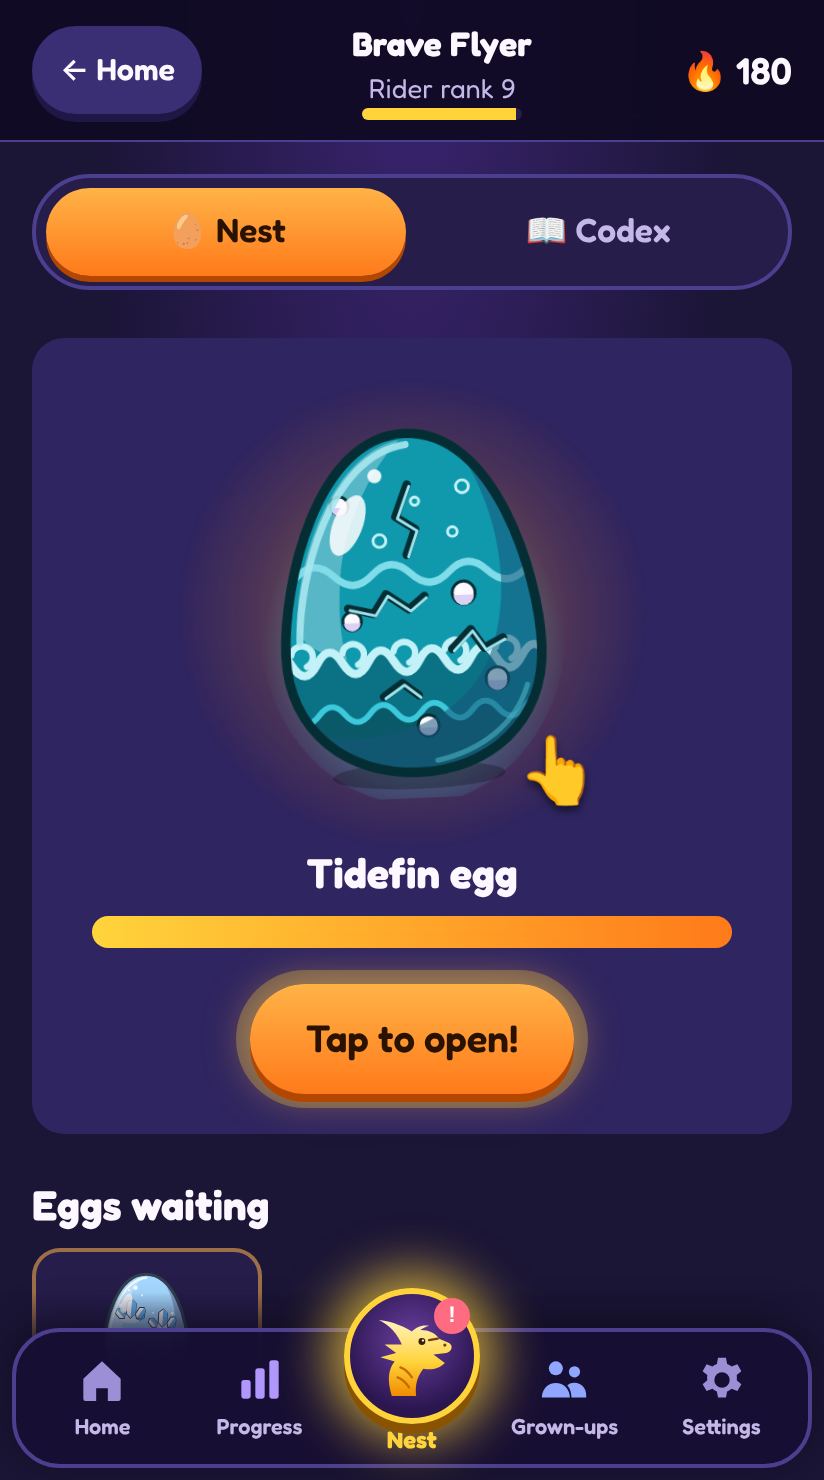 ← Home
Brave Flyer
Rider rank 9
180
Nest
Codex
Tidefin egg
Tap to open!
Eggs waiting
!
Home
Progress
Nest
Grown-ups
Settings